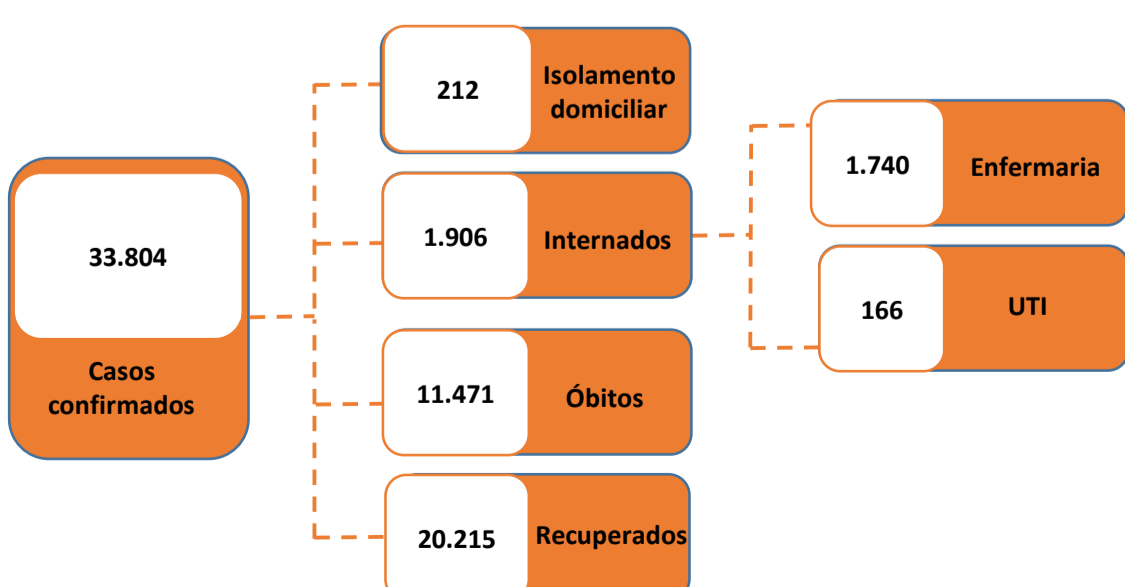 33.804
Casos
confirmados
212
Isolamento
domiciliar
1.906
Internados
11.471
Óbitos
20.215
Recuperados
1.740
Enfermaria
166
UTI